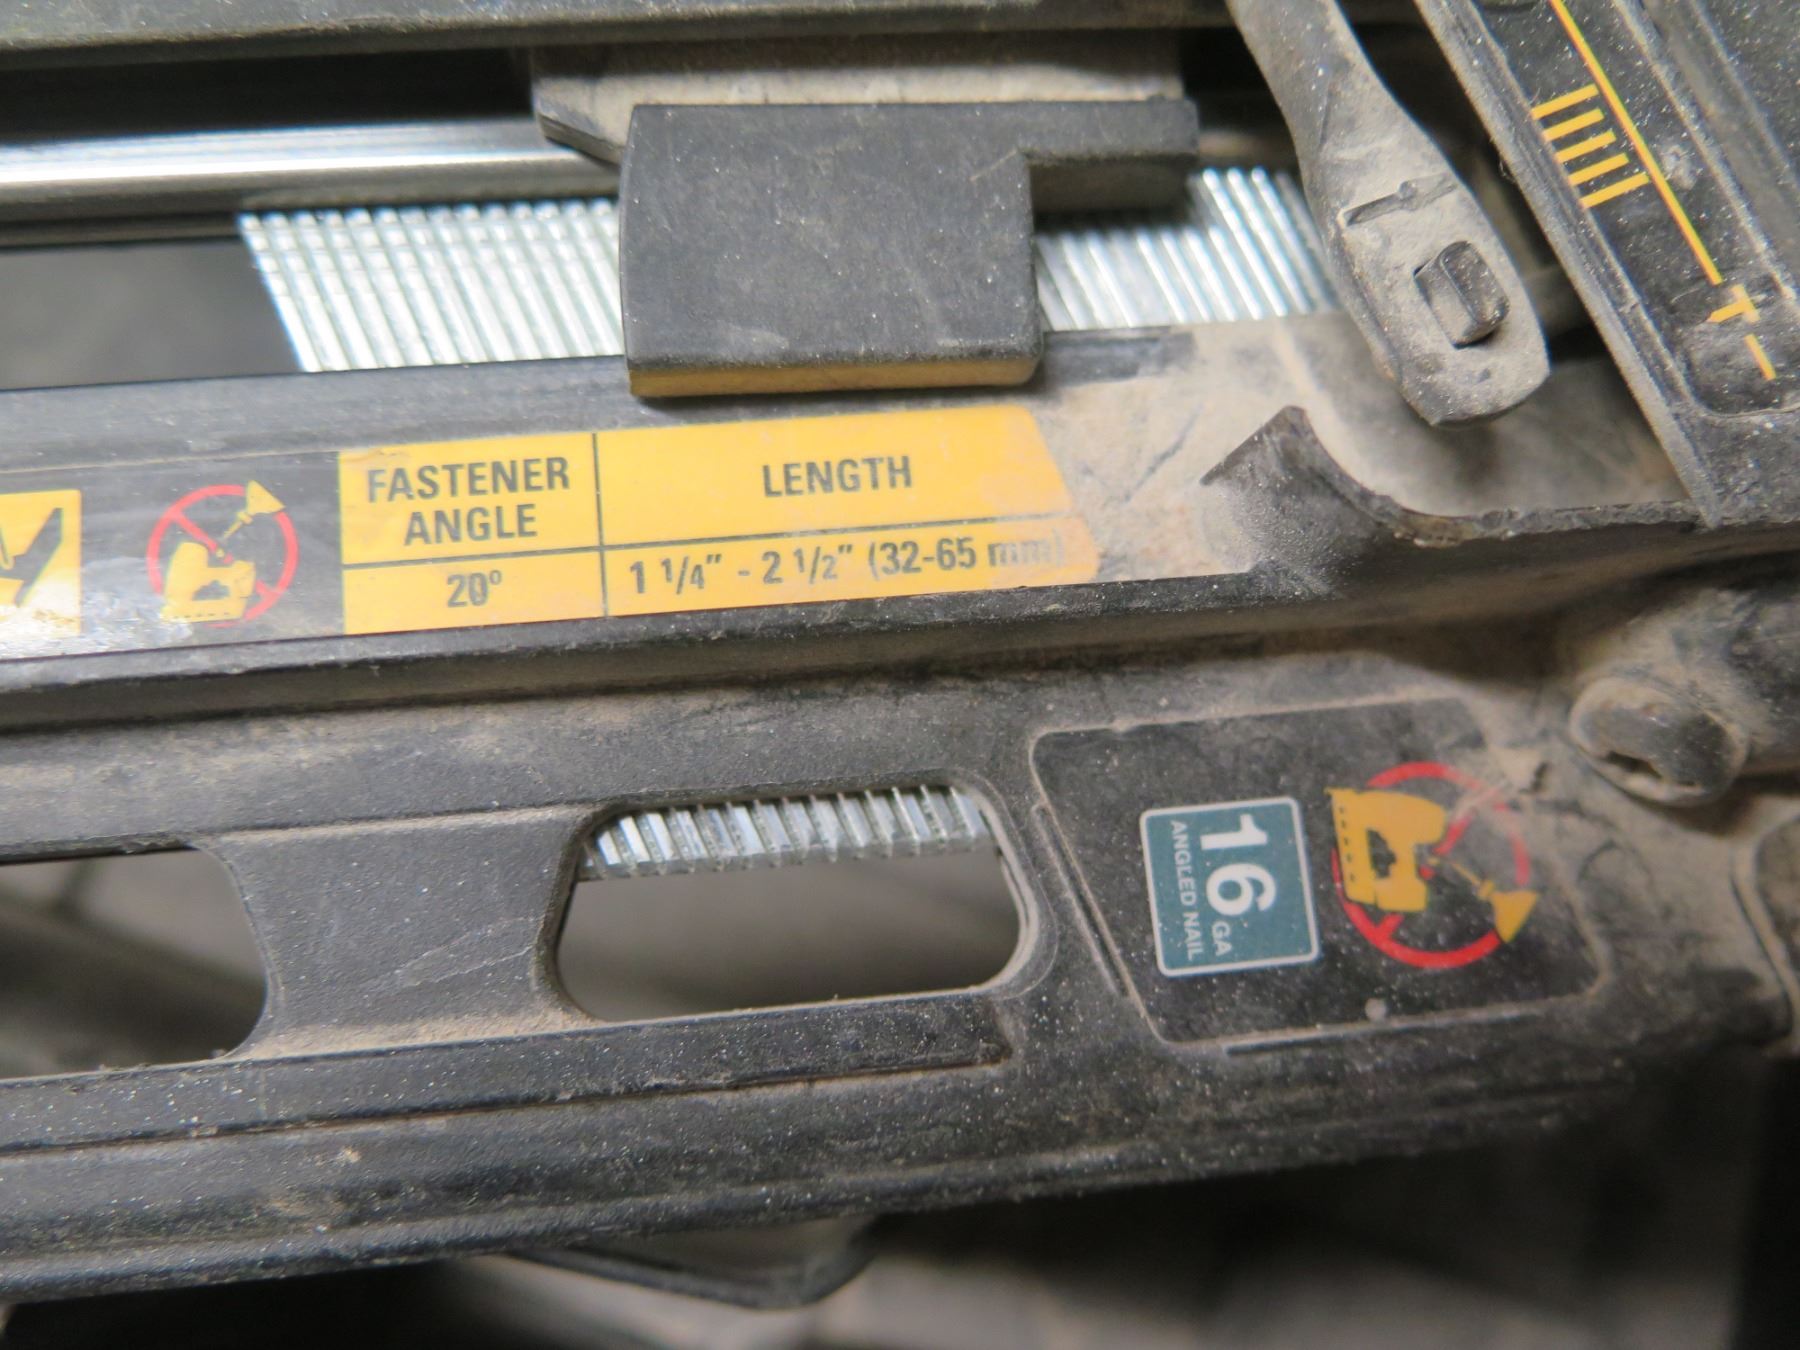 FASTENER
ANGLE
LENGTH
20°
1 1/4" - 2 1/2" (32-65 mm)
16 GA
ANGLED NAIL